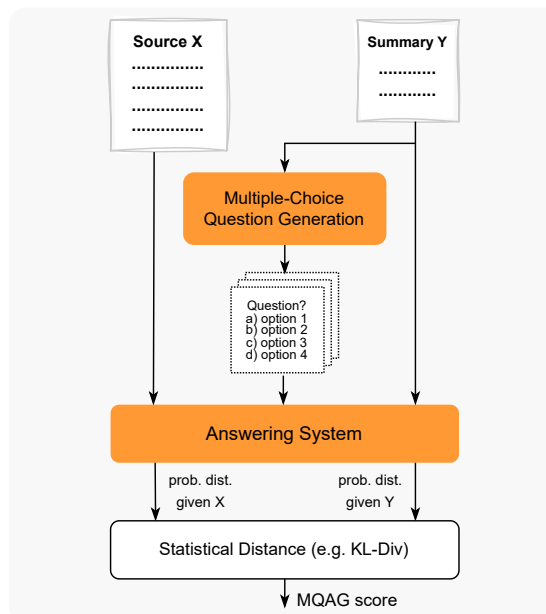 Source X
...............
...............
...............
...............
Summary Y
............
............
Multiple-Choice
Question Generation
Question?
a) option 1
b) option 2
c) option 3
d) option 4
Answering System
prob. dist.
given X
prob. dist.
given Y
Statistical Distance (e.g. KL-Div)
MQAG score